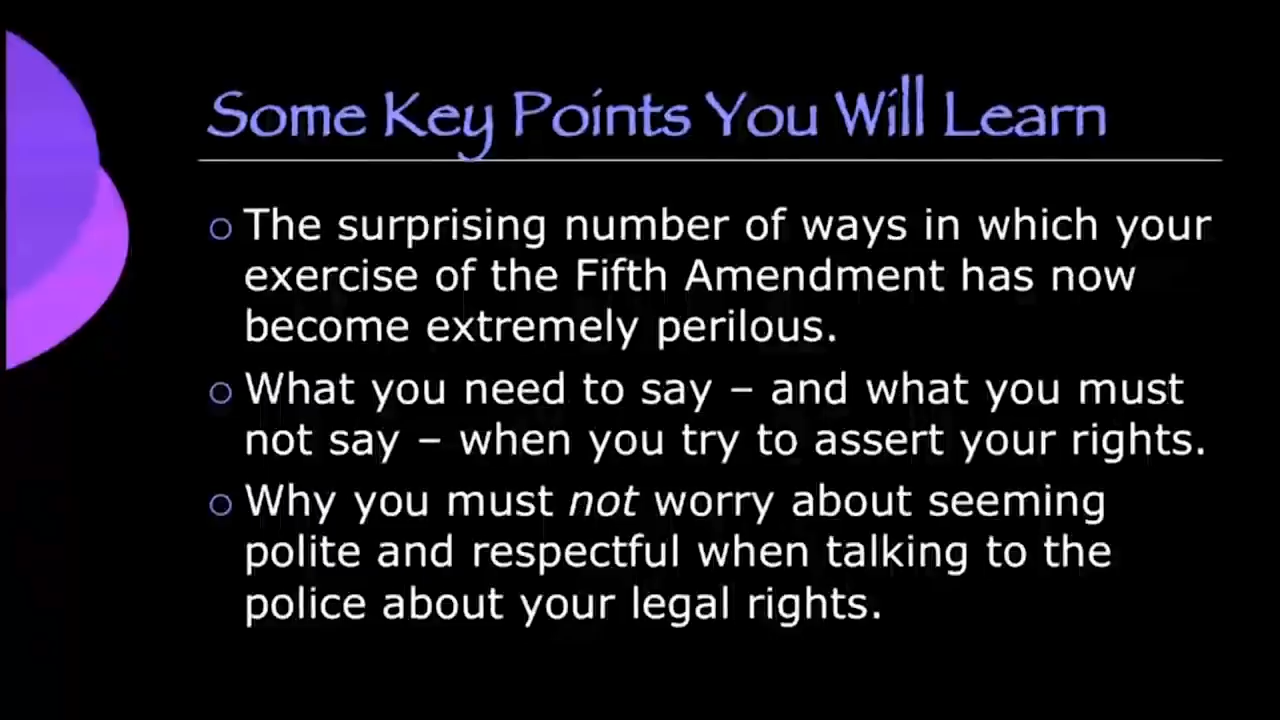 Some Key Points You Will Learn
The surprising number of ways in which your
exercise of the Fifth Amendment has now
become extremely perilous.
What you need to say – and what you must
not say – when you try to assert your rights.
Why you must not worry about seeming
polite and respectful when talking to the
police about your legal rights.